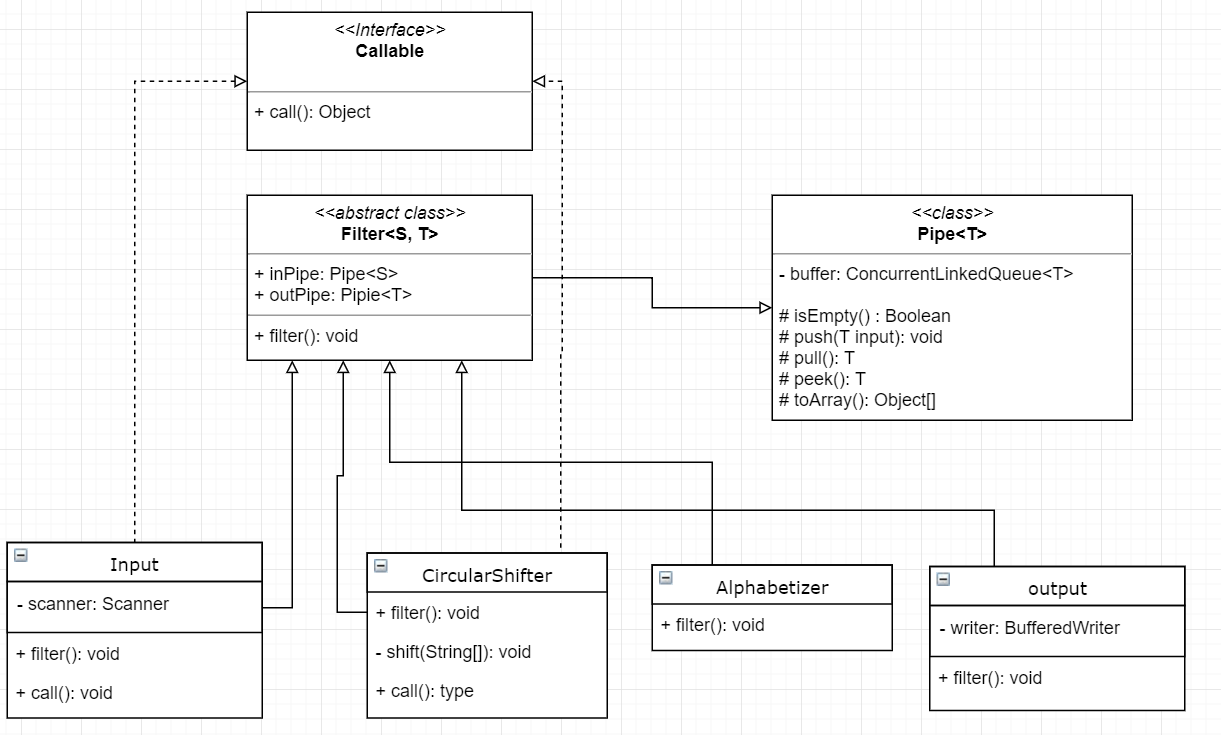 <<Interface>>
Callable
+ call(): Object
<<abstract class>>
Filter<S, T>
+ inPipe: Pipe<S>
+ outPipe: Pipie<T>
+ filter(): void
<<class>>
Pipe<T>
- buffer: ConcurrentLinkedQueue<T>
# isEmpty() : Boolean
# push(T input): void
# pull(): T
# peek(): T
# toArray(): Object[]
Input
- scanner: Scanner
+ filter(): void
+ call(): void
CircularShifter
+ filter(): void
- shift(String[]): void
+ call(): type
Alphabetizer
+ filter(): void
output
- writer: BufferedWriter
+ filter(): void